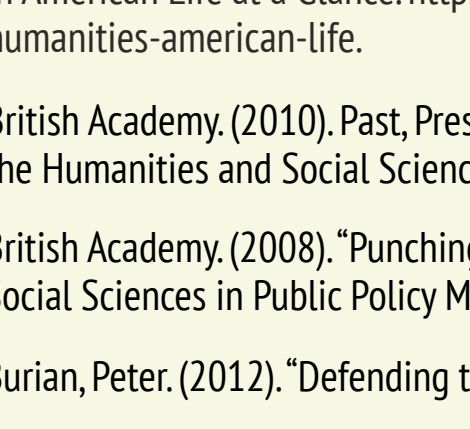 American Life at a Glance. http
humanities-american-life.
British Academy. (2010). Past, Pres
the Humanities and Social Scienc
British Academy. (2008). “Punching
Social Sciences in Public Policy M
Burian, Peter. (2012). “Defending t